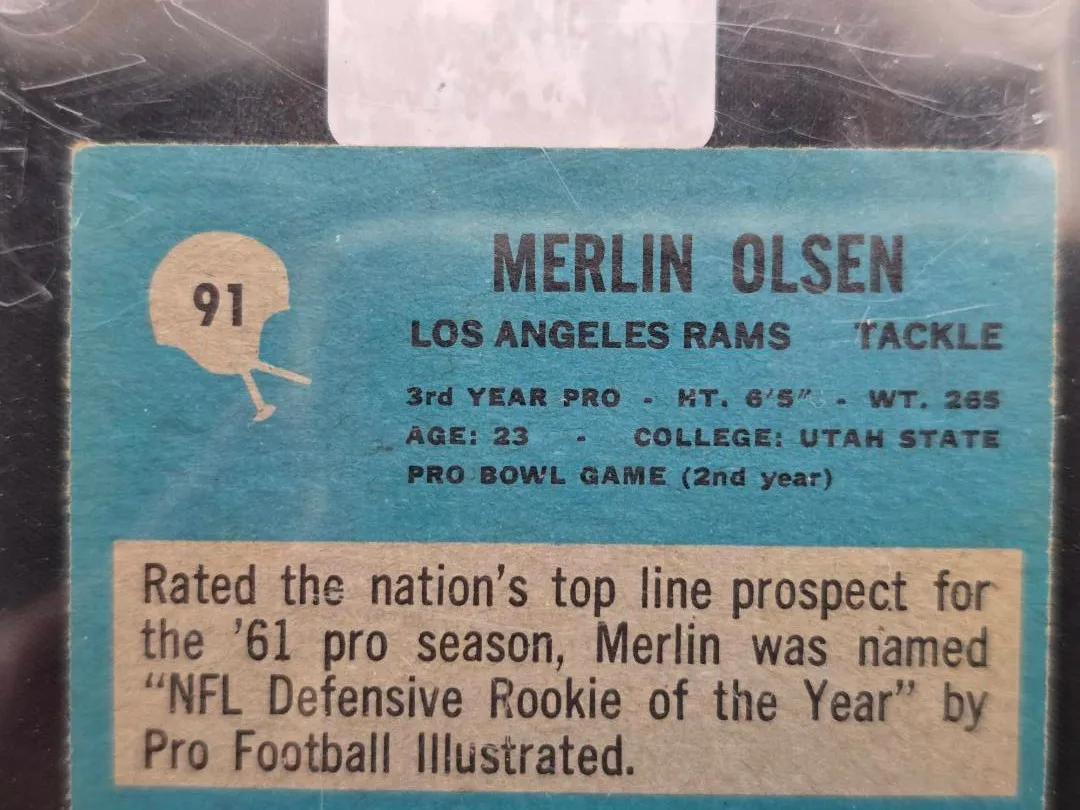 91
MERLIN OLSEN
LOS ANGELES RAMS TACKLE
3rd YEAR PRO - HT. 6'5" - WT. 265
AGE: 23 - COLLEGE: UTAH STATE
PRO BOWL GAME (2nd year)
Rated the nation's top line prospect for
the '61 pro season, Merlin was named
"NFL Defensive Rookie of the Year" by
Pro Football Illustrated.